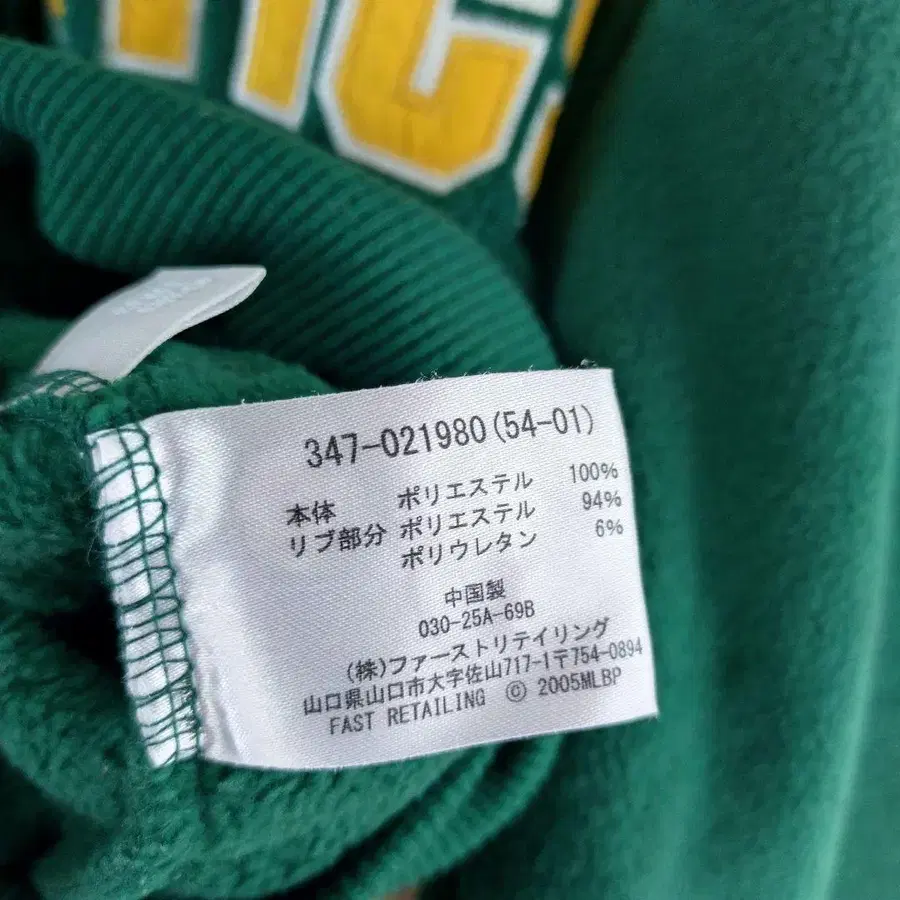 347-021980(54-01)
本体 ポリエステル 100%
リブ部分 ポリエステル 94%
ポリウレタン 6%
中国製
030-25A-69B
(株)ファーストリテイリング
山口県山口市大字佐山717-1〒754-0894
FAST RETAILING © 2005MLBP